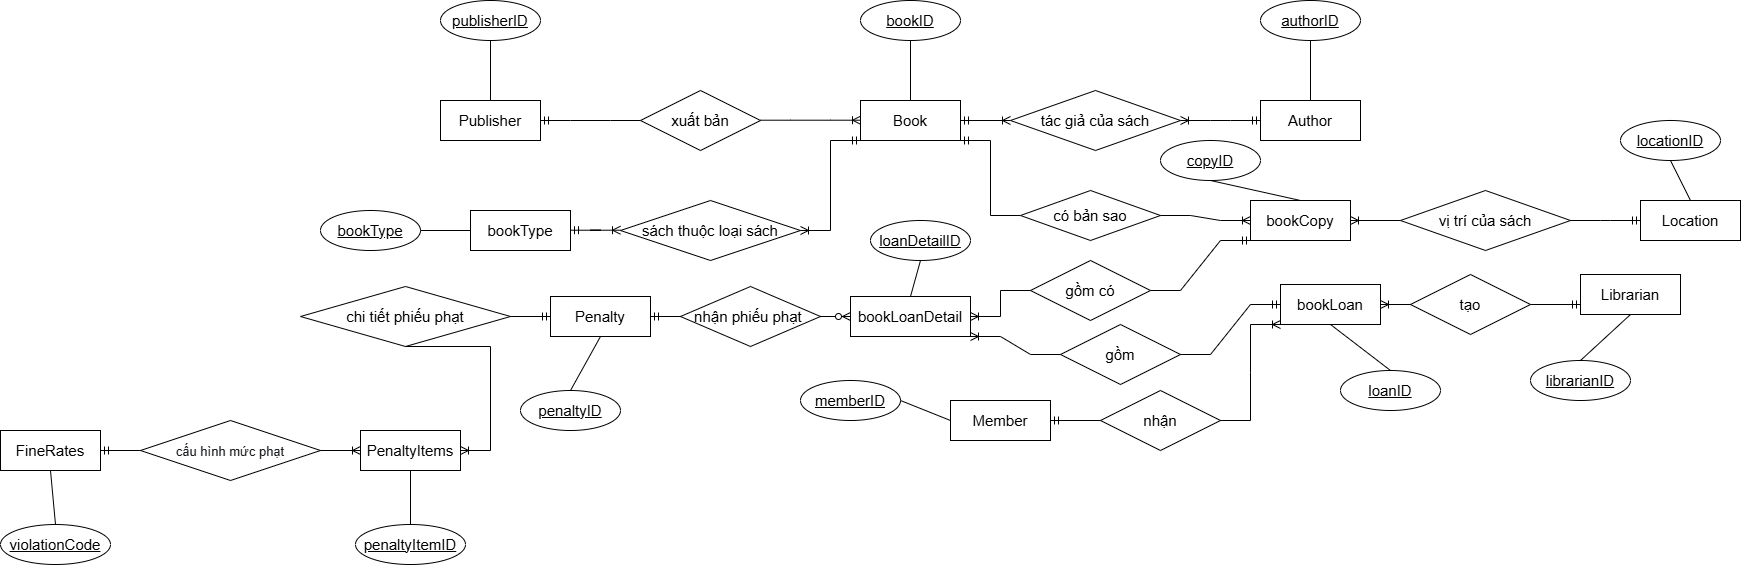 publisherID
bookID
authorID
Publisher
xuất bản
Book
tác giả của sách
Author
copyID
locationID
bookType
bookType
sách thuộc loại sách
có bản sao
bookCopy
vị trí của sách
Location
loanDetailID
chi tiết phiếu phạt
Penalty
nhận phiếu phạt
bookLoanDetail
gồm có
bookLoan
tạo
Librarian
gồm
penaltyID
memberID
Member
nhận
loanID
librarianID
FineRates
cấu hình mức phạt
PenaltyItems
violationCode
penaltyItemID